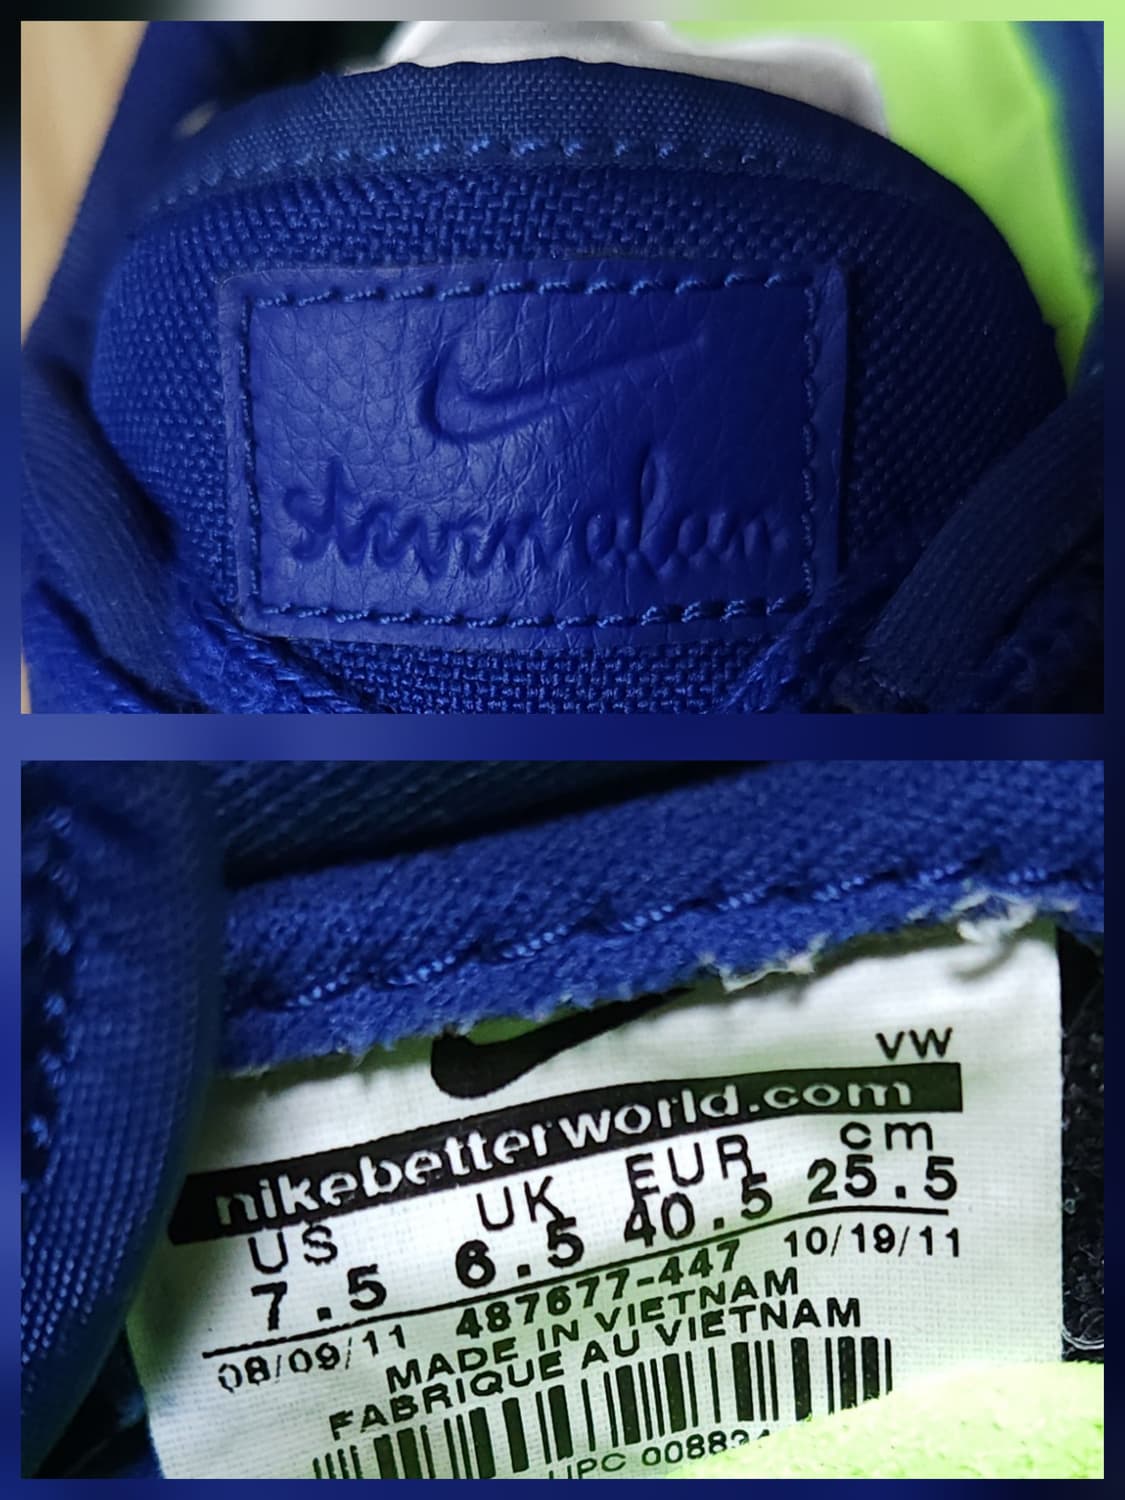 VW
nikebetterworld.com
US UK EUR cm
7.5 6.5 40.5 25.5
08/09/11 487677-447 10/19/11
MADE IN VIETNAM
FABRIQUE AU VIETNAM
UPC